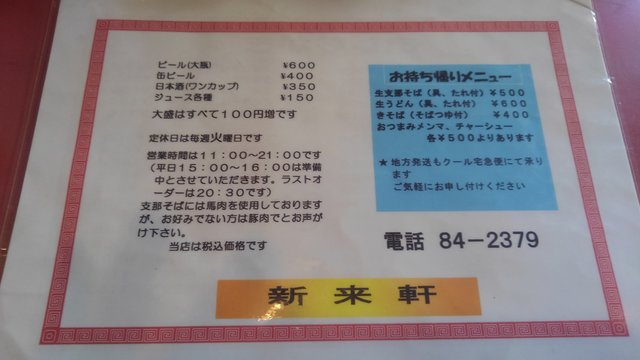 ビール(大瓶) ¥600
缶ビール ¥400
日本酒(ワンカップ) ¥350
ジュース各種 ¥150
大盛はすべて100円増です
定休日は毎週火曜日です
営業時間は11:00~21:00です
(平日15:00~16:00は準備
中とさせていただきます。ラストオ
ーダーは20:30です)
支那そばには馬肉を使用しております
が、お好みでない方は豚肉でとお声が
け下さい。
当店は税込価格です
お持ち帰りメニュー
生支那そば(具、たれ付) ¥500
生うどん(具、たれ付) ¥600
きそば(そばつゆ付) ¥400
おつまみメンマ、チャーシュー
各¥500よりあります
★ 地方発送もクール宅急便にて承り
ます
ご気軽にお申し付けください
電話 84-2379
新来軒